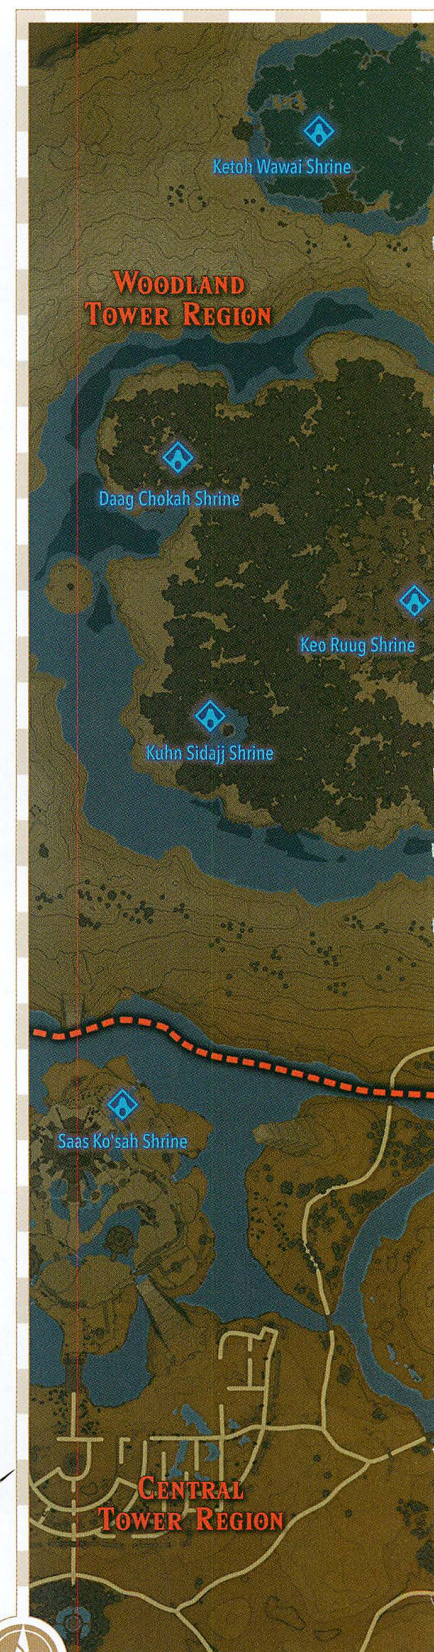 Ketoh Wawai Shrine
Woodland
Tower Region
Daag Chokah Shrine
Keo Ruug Shrine
Kuhn Sidajj Shrine
Saas Ko'sah Shrine
Central
Tower Region